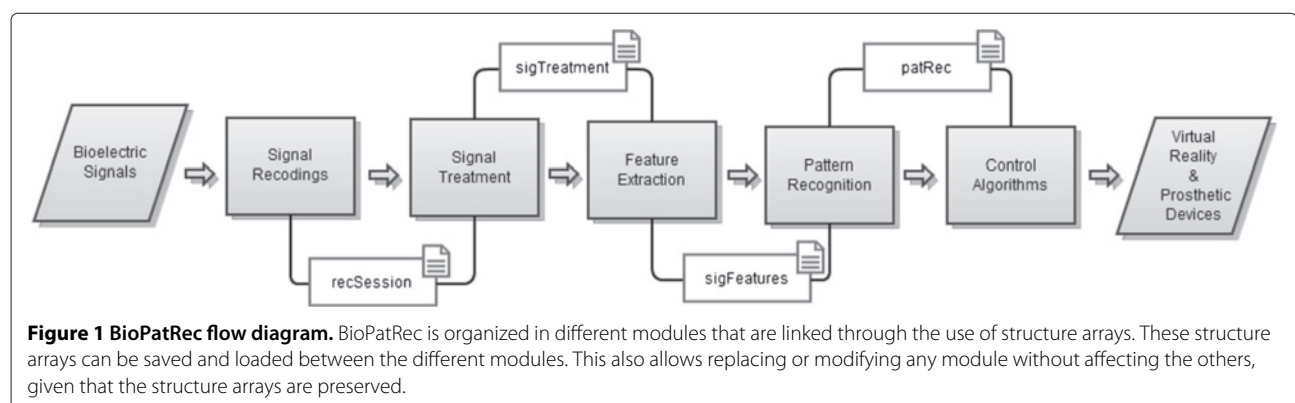 sigTreatment
patRec
Bioelectric
Signals
Signal
Recodings
Signal
Treatment
Feature
Extraction
Pattern
Recognition
Control
Algorithms
Virtual
Reality
&
Prosthetic
Devices
recSession
sigFeatures
Figure 1 BioPatRec flow diagram. BioPatRec is organized in different modules that are linked through the use of structure arrays. These structure
arrays can be saved and loaded between the different modules. This also allows replacing or modifying any module without affecting the others,
given that the structure arrays are preserved.